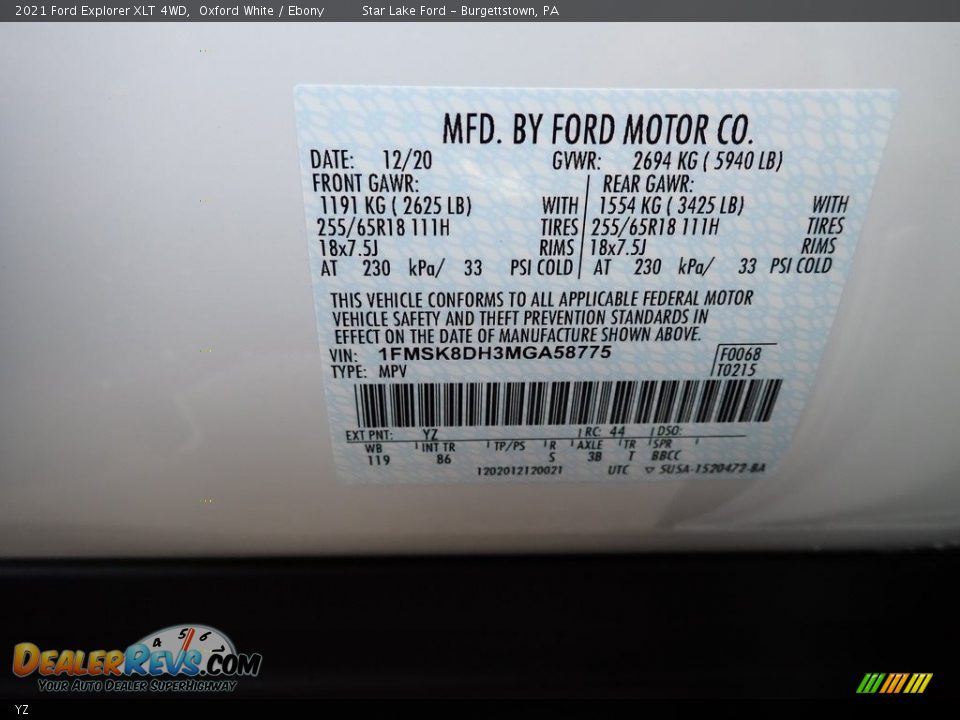 2021 Ford Explorer XLT 4WD, Oxford White / Ebony Star Lake Ford - Burgettstown, PA
MFD. BY FORD MOTOR CO.
DATE: 12/20 GVWR: 2694 KG ( 5940 LB)
FRONT GAWR: REAR GAWR:
1191 KG ( 2625 LB) WITH 1554 KG ( 3425 LB) WITH
255/65R18 111H TIRES 255/65R18 111H TIRES
18x7.5J RIMS 18x7.5J RIMS
AT 230 kPa/ 33 PSI COLD AT 230 kPa/ 33 PSI COLD
THIS VEHICLE CONFORMS TO ALL APPLICABLE FEDERAL MOTOR
VEHICLE SAFETY AND THEFT PREVENTION STANDARDS IN
EFFECT ON THE DATE OF MANUFACTURE SHOWN ABOVE.
VIN: 1FMSK8DH3MGA58775 F0068
TYPE: MPV T0215
EXT PNT: YZ RC: 44 DSO:
WB INT TR TP/PS R AXLE TR SPR
119 86 S 3B T BBCC
1202012120021 UTC ▽ 5U5A-1520472-BA
4 5 6
DEALERREVS.COM
YOUR AUTO DEALER SUPERHIGHWAY
YZ